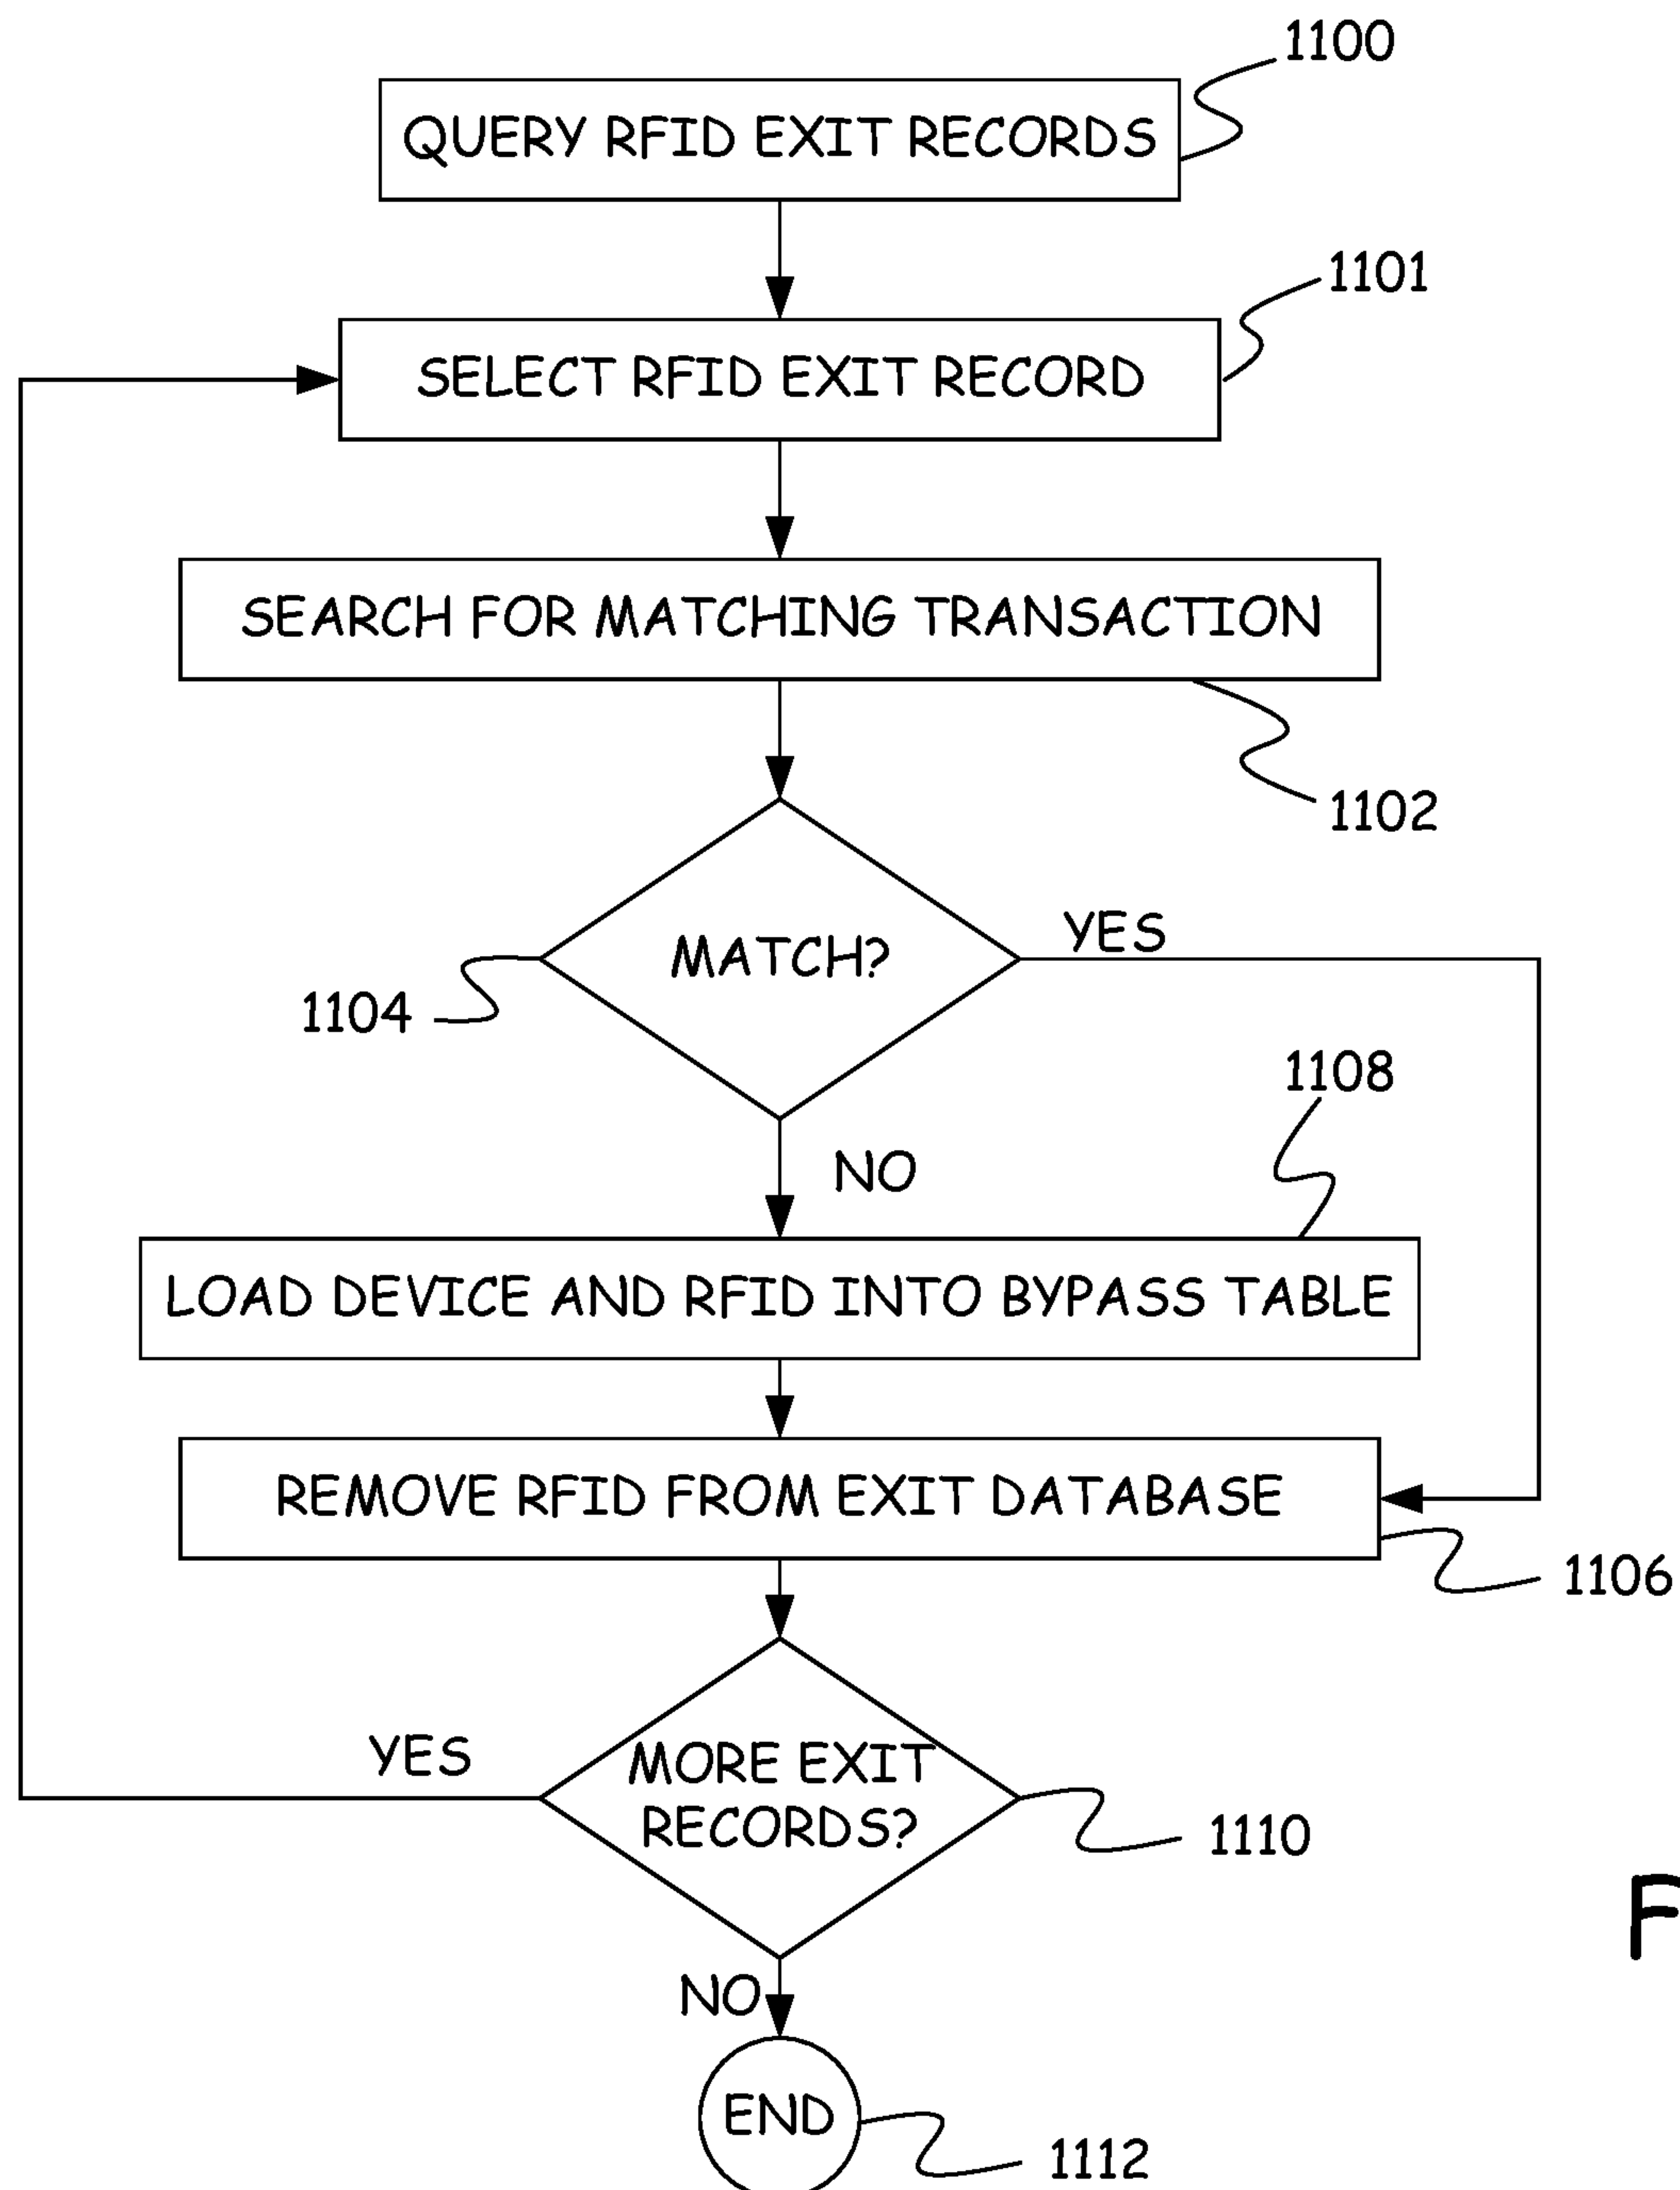 1100
QUERY RFID EXIT RECORDS
1101
SELECT RFID EXIT RECORD
SEARCH FOR MATCHING TRANSACTION
1102
YES
MATCH?
1104
1108
NO
LOAD DEVICE AND RFID INTO BYPASS TABLE
REMOVE RFID FROM EXIT DATABASE
1106
YES
MORE EXIT
RECORDS?
1110
F
NO
END
1112